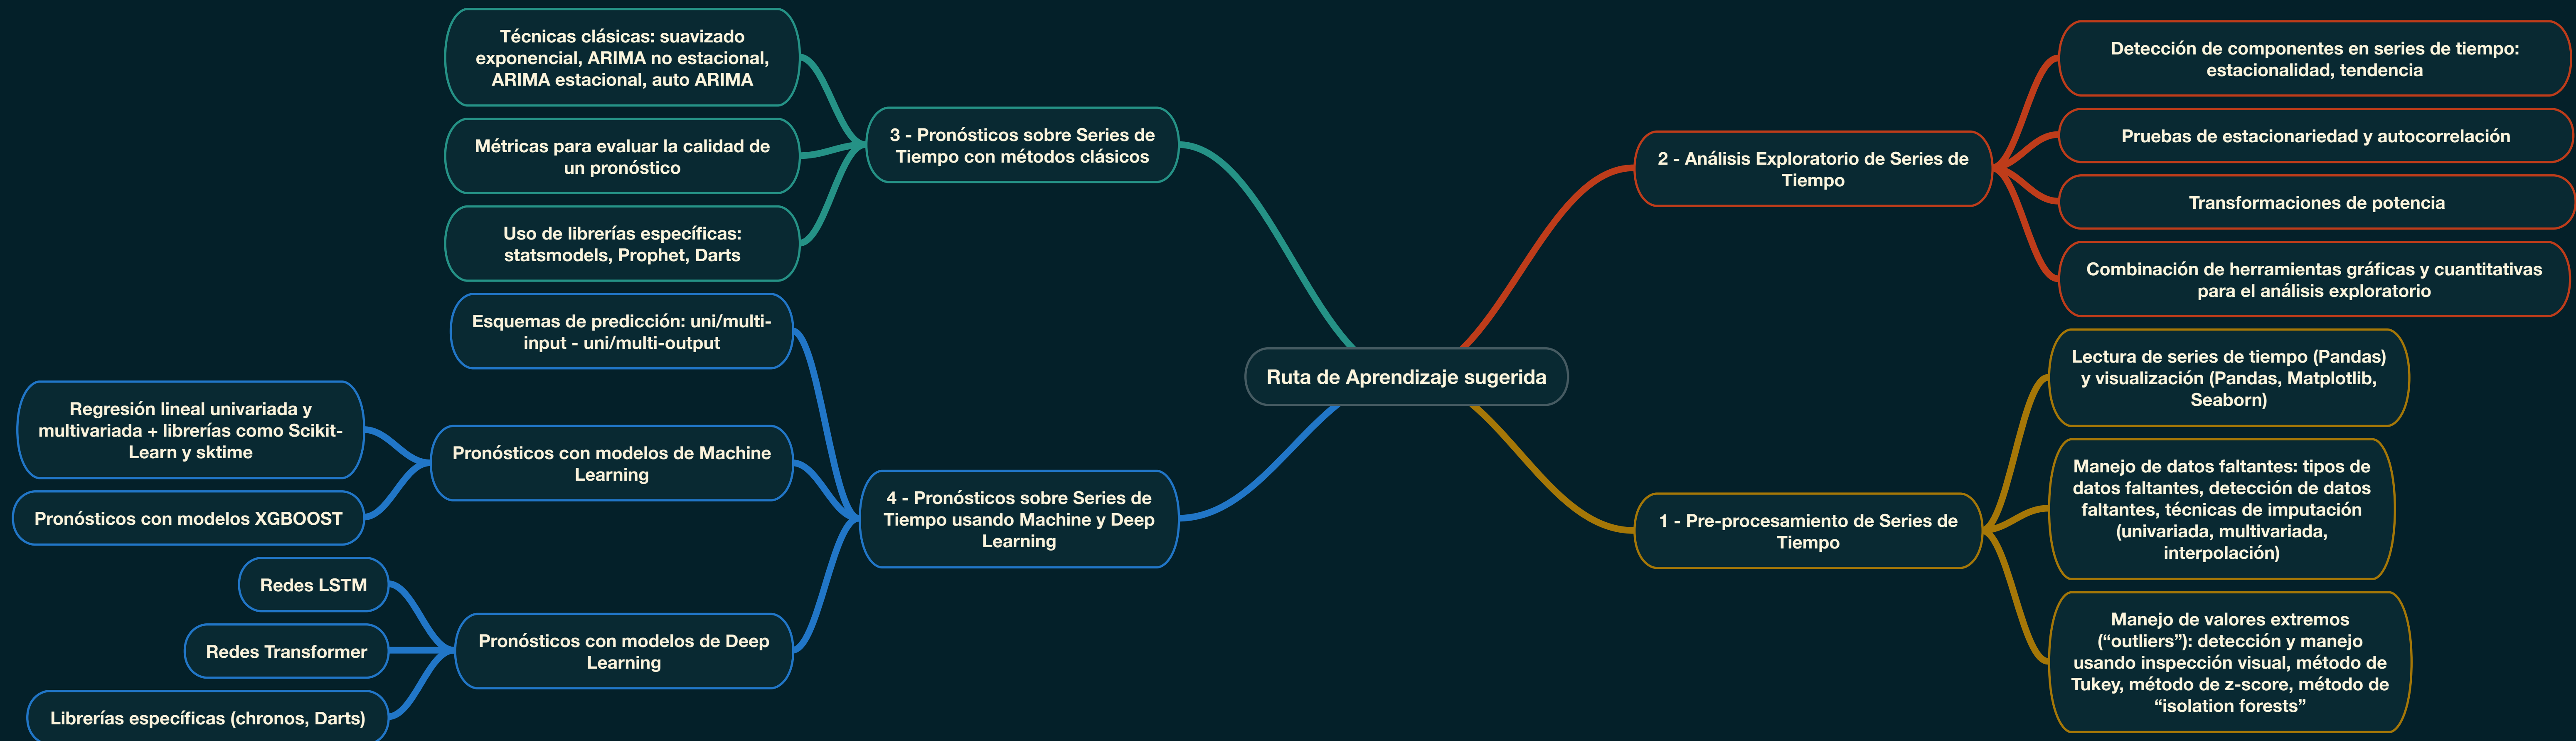 Ruta de Aprendizaje sugerida
1 - Pre-procesamiento de Series de
Tiempo
Lectura de series de tiempo (Pandas)
y visualización (Pandas, Matplotlib,
Seaborn)
Manejo de datos faltantes: tipos de
datos faltantes, detección de datos
faltantes, técnicas de imputación
(univariada, multivariada,
interpolación)
Manejo de valores extremos
(“outliers”): detección y manejo
usando inspección visual, método de
Tukey, método de z-score, método de
“isolation forests”
2 - Análisis Exploratorio de Series de
Tiempo
Detección de componentes en series de tiempo:
estacionalidad, tendencia
Pruebas de estacionariedad y autocorrelación
Transformaciones de potencia
Combinación de herramientas gráficas y cuantitativas
para el análisis exploratorio
3 - Pronósticos sobre Series de
Tiempo con métodos clásicos
Técnicas clásicas: suavizado
exponencial, ARIMA no estacional,
ARIMA estacional, auto ARIMA
Métricas para evaluar la calidad de
un pronóstico
Uso de librerías específicas:
statsmodels, Prophet, Darts
4 - Pronósticos sobre Series de
Tiempo usando Machine y Deep
Learning
Esquemas de predicción: uni/multi-
input - uni/multi-output
Pronósticos con modelos de Machine
Learning
Regresión lineal univariada y
multivariada + librerías como Scikit-
Learn y sktime
Pronósticos con modelos XGBOOST
Pronósticos con modelos de Deep
Learning
Redes LSTM
Redes Transformer
Librerías específicas (chronos, Darts)